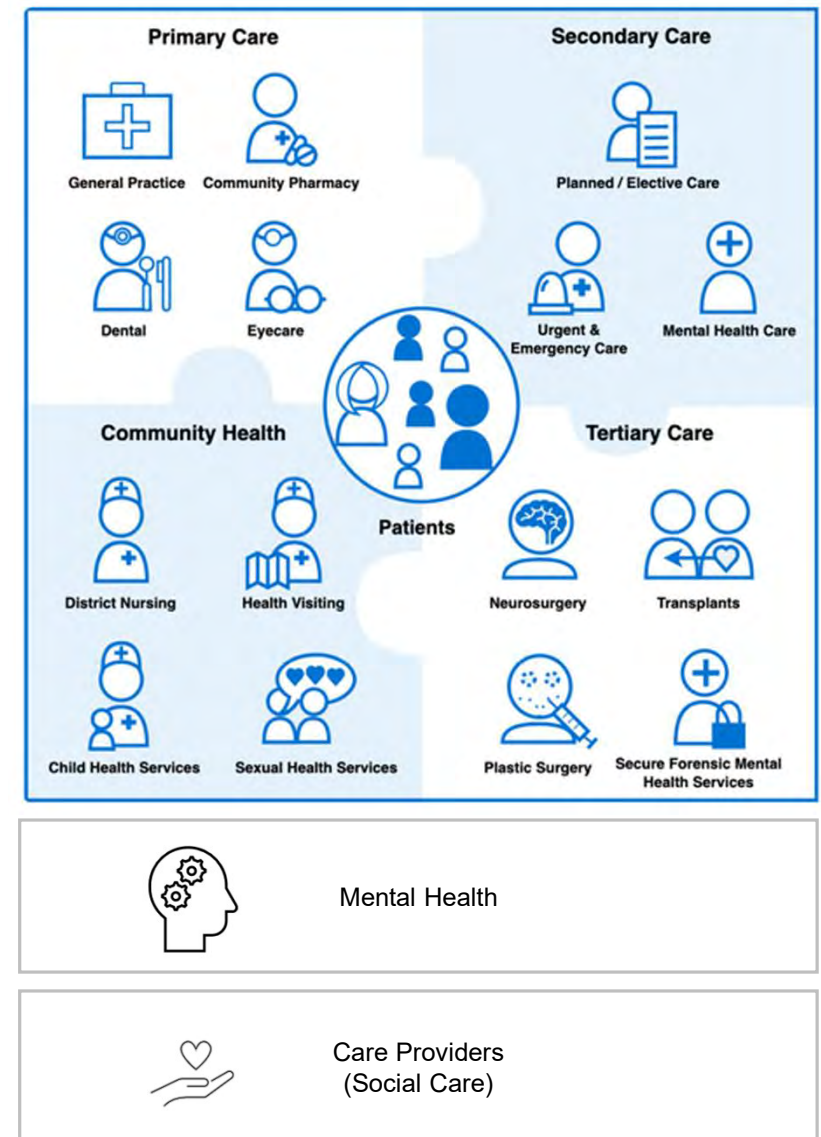 Primary Care
Secondary Care
General Practice
Community Pharmacy
Planned / Elective Care
Dental
Eyecare
Urgent &
Emergency Care
Mental Health Care
Community Health
Tertiary Care
Patients
District Nursing
Health Visiting
Neurosurgery
Transplants
Child Health Services
Sexual Health Services
Plastic Surgery
Secure Forensic Mental
Health Services
Mental Health
Care Providers
(Social Care)